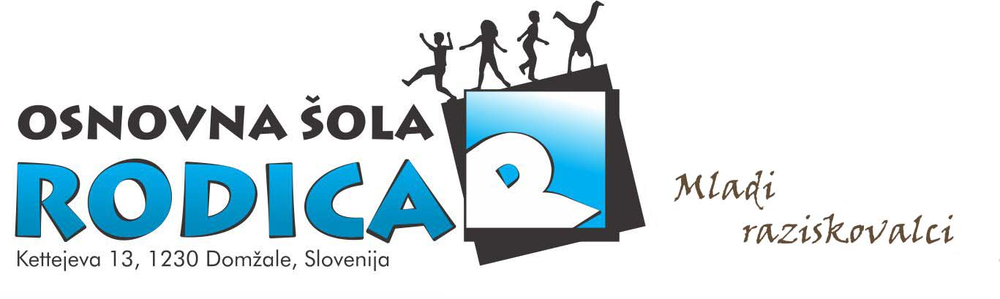 OSNOVNA ŠOLA
RODICA
R
Kettejeva 13, 1230 Domžale, Slovenija
Mladi
raziskovalci